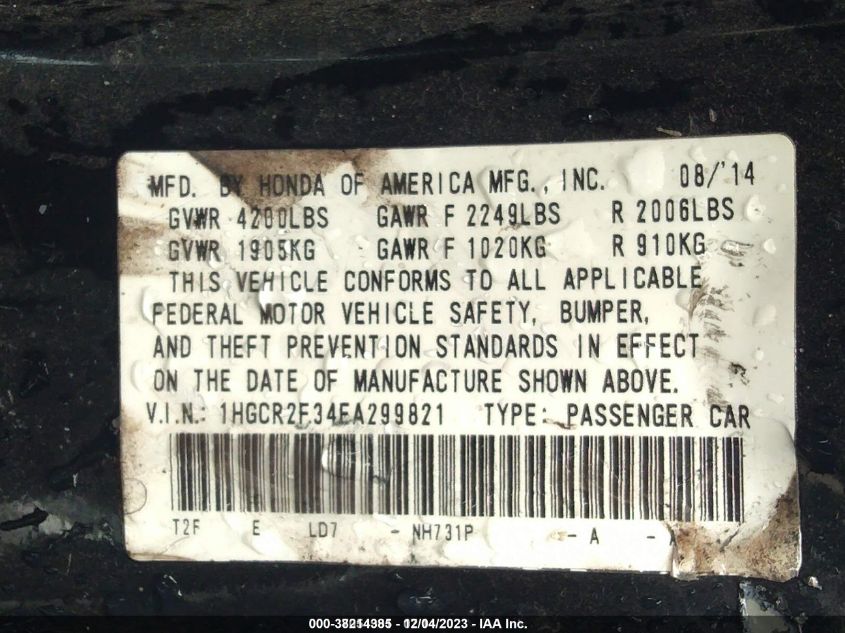 MFD. BY HONDA OF AMERICA MFG., INC. 08/'14
GVWR 4200LBS GAWR F 2249LBS R 2006LBS
GVWR 1905KG GAWR F 1020KG R 910KG
THIS VEHICLE CONFORMS TO ALL APPLICABLE
FEDERAL MOTOR VEHICLE SAFETY, BUMPER,
AND THEFT PREVENTION STANDARDS IN EFFECT
ON THE DATE OF MANUFACTURE SHOWN ABOVE.
V.I.N.: 1HGCR2F34EA299821 TYPE: PASSENGER CAR
T2F E LD7 - NH731P - A -
- 12/04/2023 - IAA Inc.